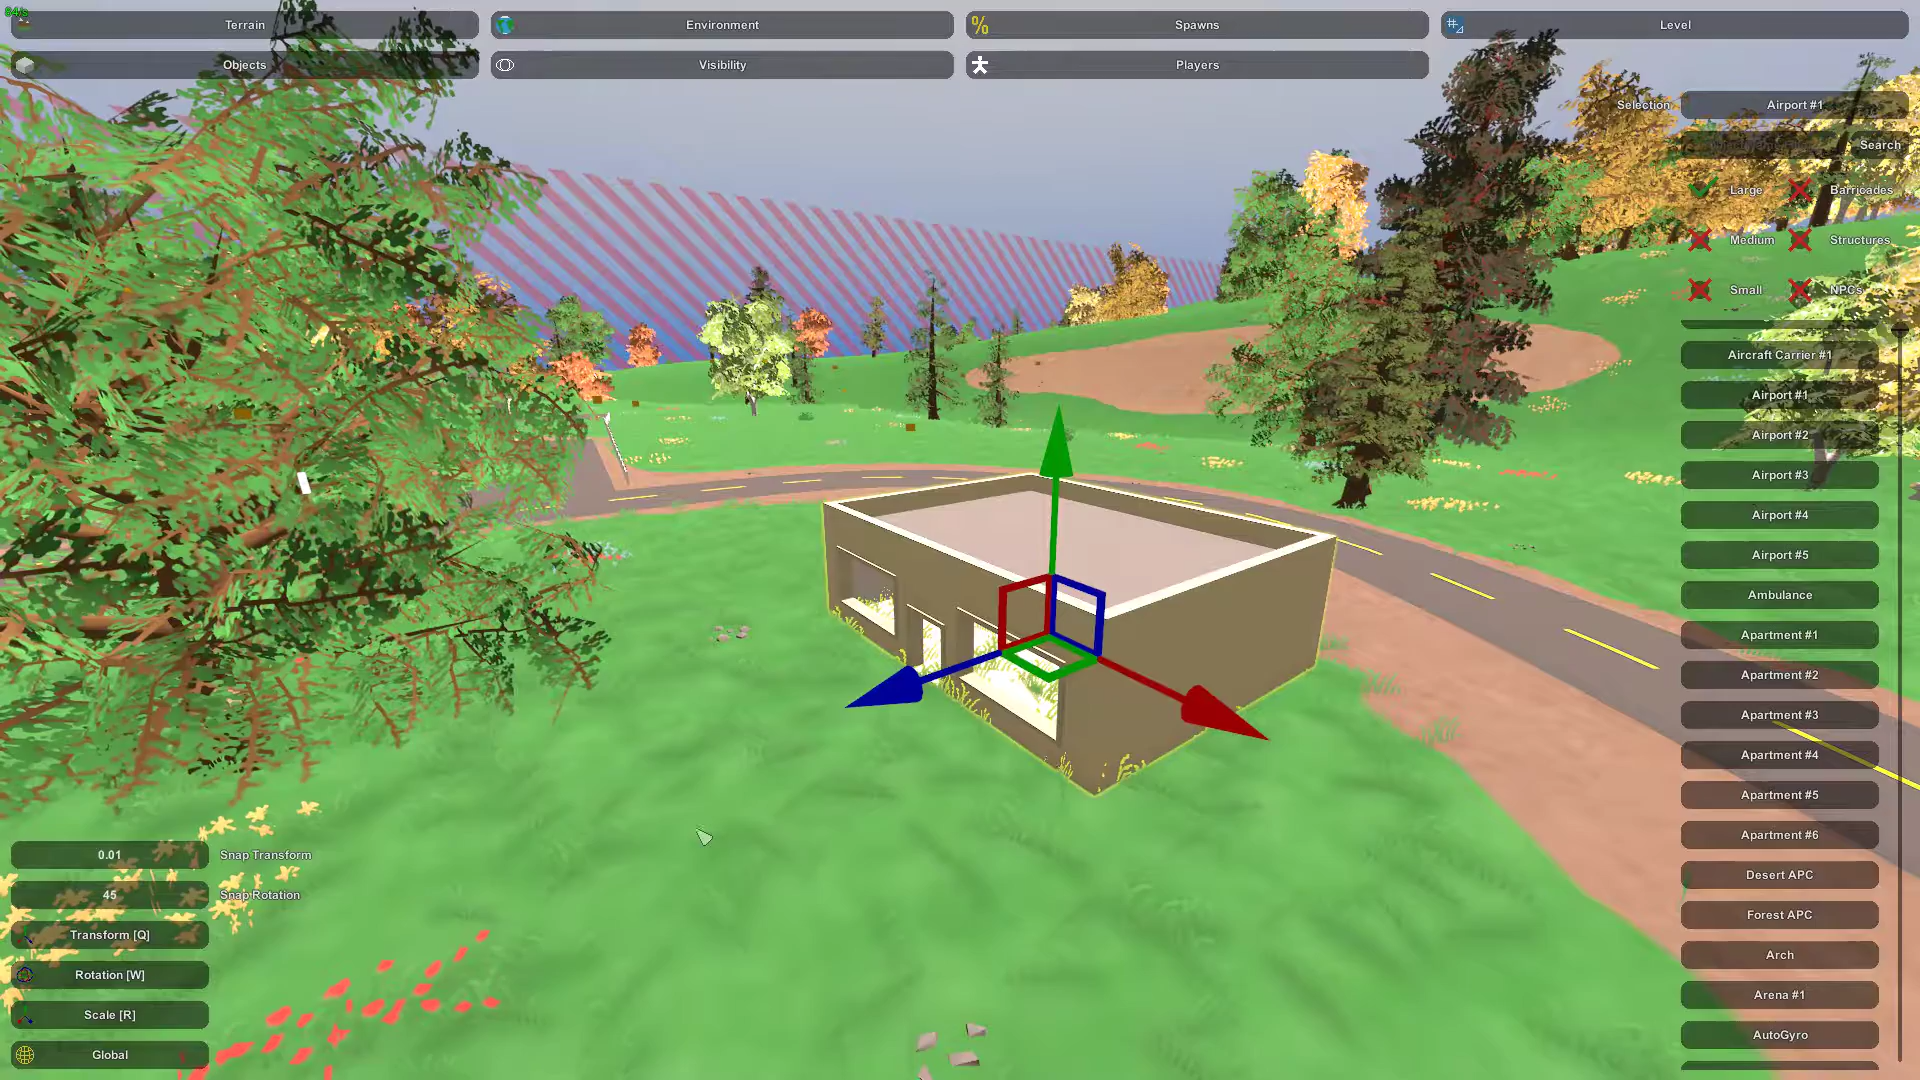 84/s
Terrain
Environment
Spawns
Level
Objects
Visibility
Players
Selection
Airport #1
Search
Large
Barricades
Medium
Structures
Small
NPCs
Aircraft Carrier #1
Airport #1
Airport #2
Airport #3
Airport #4
Airport #5
Ambulance
Apartment #1
Apartment #2
Apartment #3
Apartment #4
Apartment #5
Apartment #6
Desert APC
Forest APC
Arch
Arena #1
AutoGyro
0.01
Snap Transform
45
Snap Rotation
Transform [Q]
Rotation [W]
Scale [R]
Global